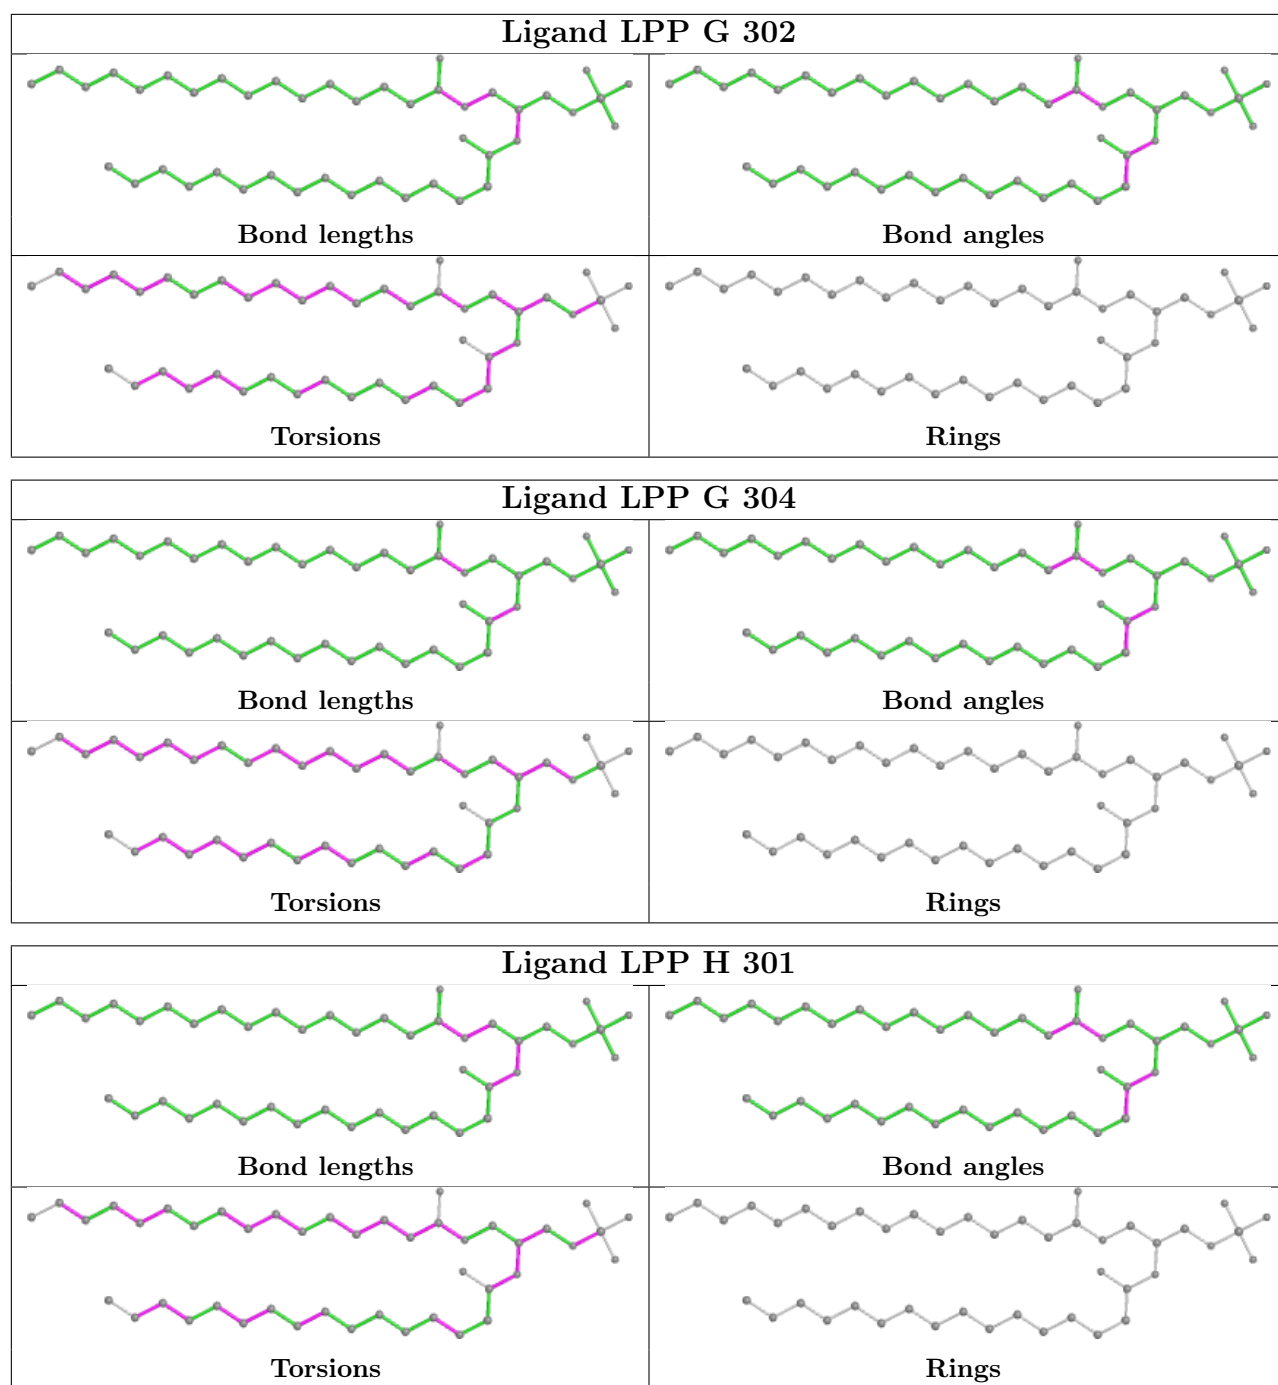 Ligand LPP G 302
Bond lengths
Bond angles
Torsions
Rings
Ligand LPP G 304
Bond lengths
Bond angles
Torsions
Rings
Ligand LPP H 301
Bond lengths
Bond angles
Torsions
Rings